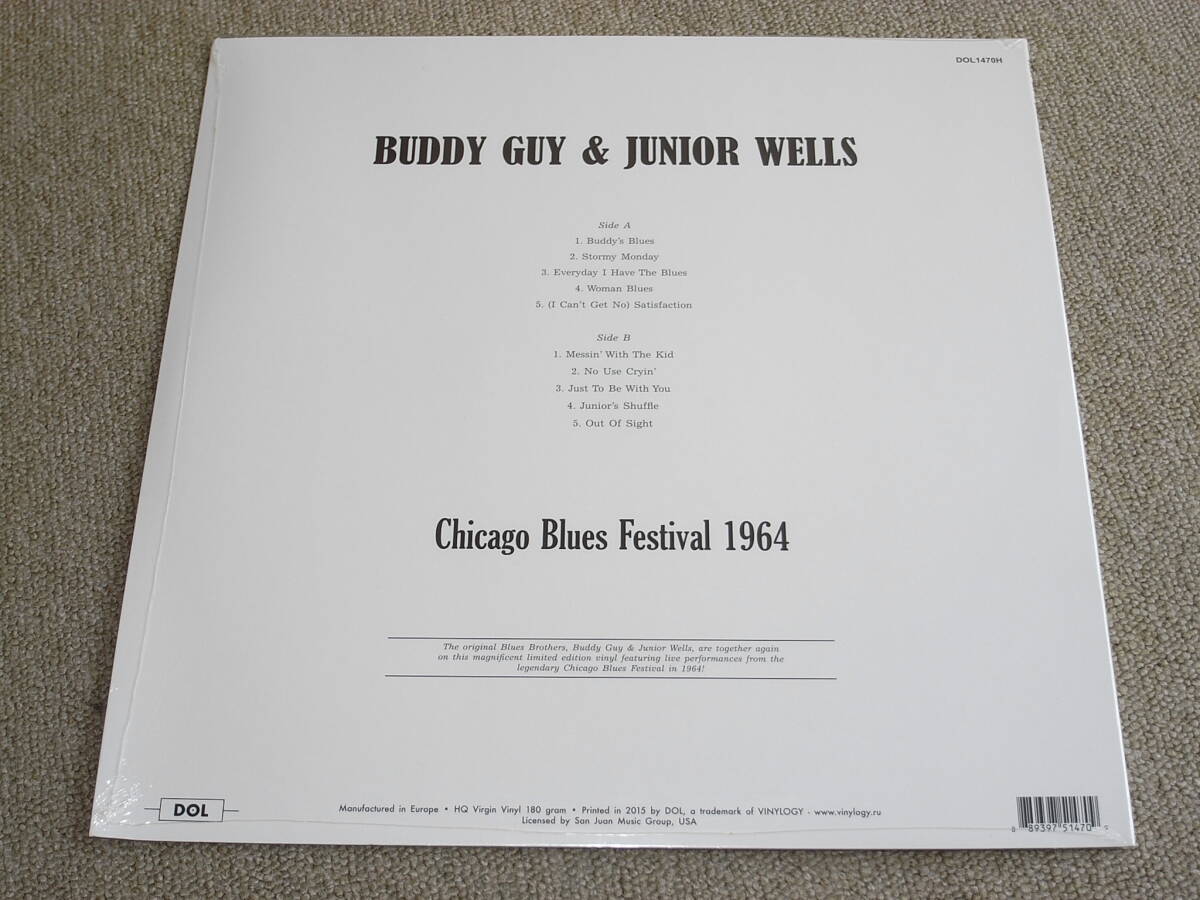 DOL1470H
BUDDY GUY & JUNIOR WELLS
Side A
1. Buddy's Blues
2. Stormy Monday
3. Everyday I Have The Blues
4. Woman Blues
5. (I Can't Get No) Satisfaction
Side B
1. Messin' With The Kid
2. No Use Cryin'
3. Just To Be With You
4. Junior's Shuffle
5. Out Of Sight
Chicago Blues Festival 1964
The original Blues Brothers, Buddy Guy & Junior Wells, are together again
on this magnificent limited edition vinyl featuring live performances from the
legendary Chicago Blues Festival in 1964!
DOL
Manufactured in Europe • HQ Virgin Vinyl 180 gram • Printed in 2015 by DOL, a trademark of VINYLOGY - www.vinylogy.ru
Licensed by San Juan Music Group, USA
8 89397 51470 9